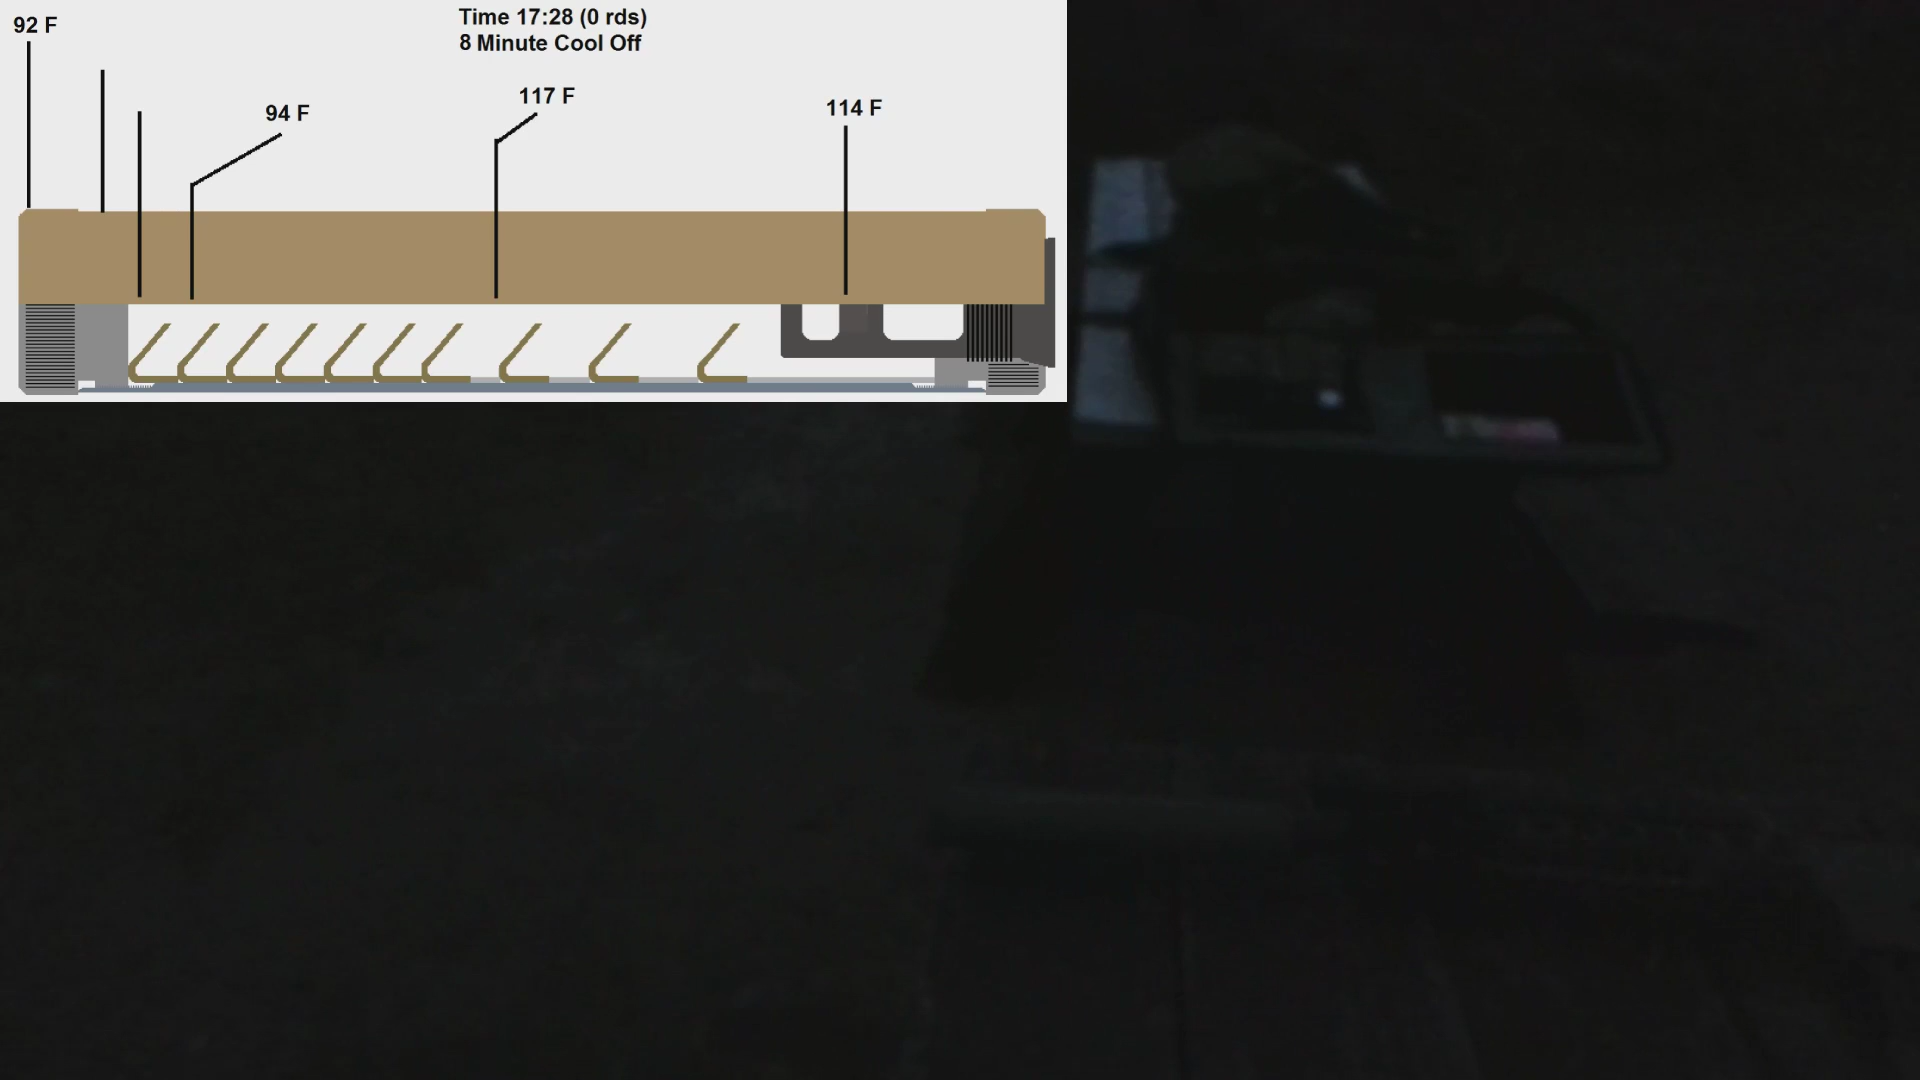 92 F
Time 17:28 (0 rds)
8 Minute Cool Off
94 F
117 F
114 F